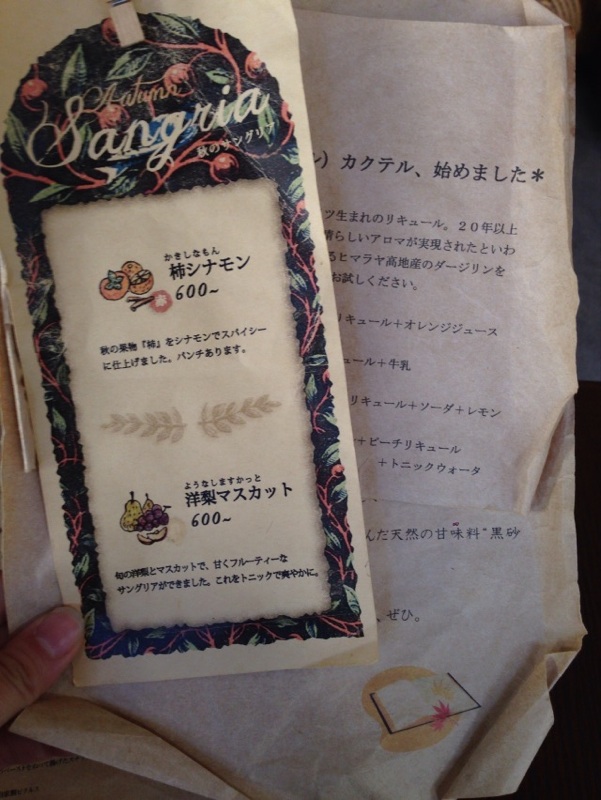 Autumn
Sangria
秋のサングリア
かきしなもん
柿シナモン
赤
600~
秋の果物『柿』をシナモンでスパイシー
に仕上げました。パンチあります。
ようなしますかっと
洋梨マスカット
600~
旬の洋梨とマスカットで、甘くフルーティーな
サングリアができました。これをトニックで爽やかに。
）カクテル、始めました＊
ツ生まれのリキュール。２０年以上
晴らしいアロマが実現されたといわ
るヒマラヤ高地産のダージリンを
お試しください。
リキュール＋オレンジジュース
ュール＋牛乳
リキュール＋ソーダ＋レモン
＋ピーチリキュール
＋トニックウォータ
んだ天然の甘味料“黒砂
、ぜひ。